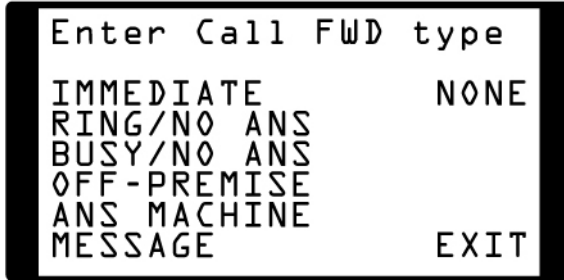 Enter Call FWD type
IMMEDIATE NONE
RING/NO ANS
BUSY/NO ANS
OFF-PREMISE
ANS MACHINE
MESSAGE EXIT